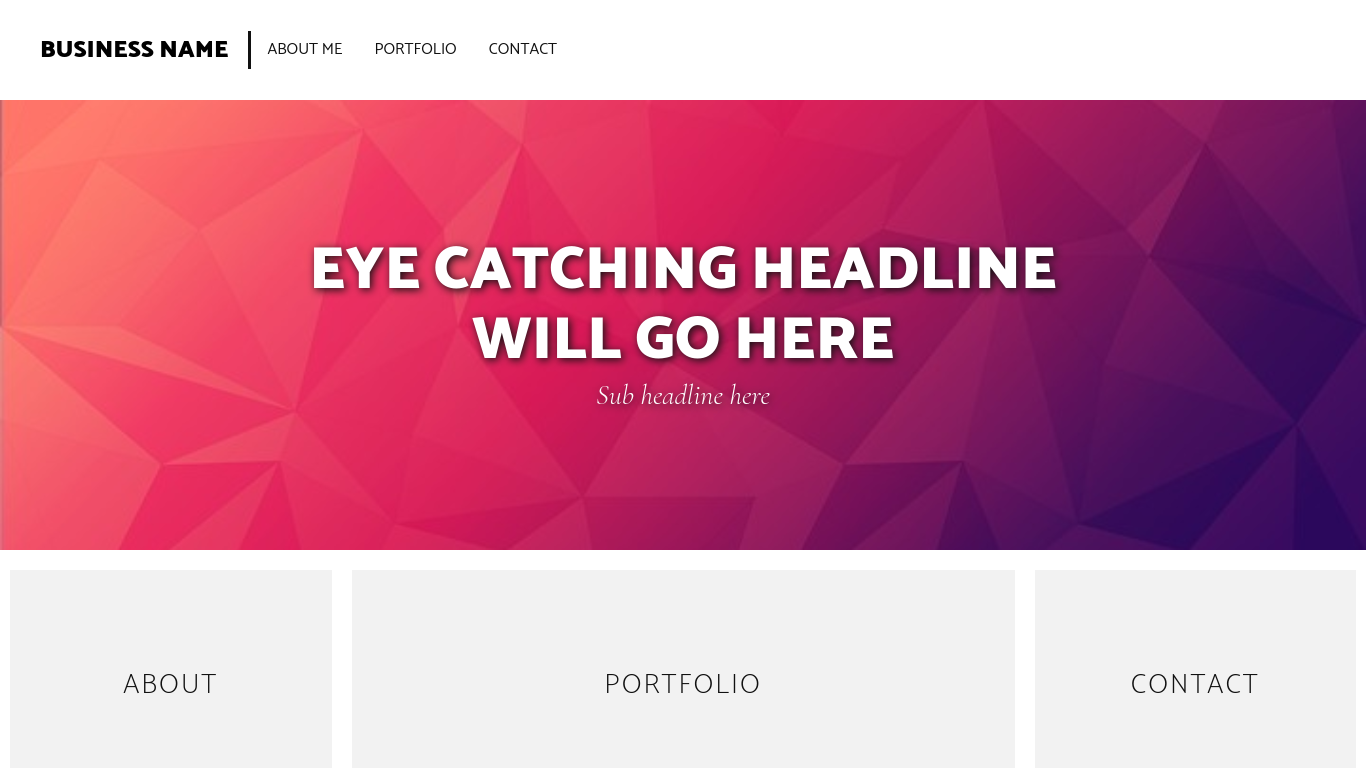 BUSINESS NAME
ABOUT ME
PORTFOLIO
CONTACT
EYE CATCHING HEADLINE
WILL GO HERE
Sub headline here
ABOUT
PORTFOLIO
CONTACT